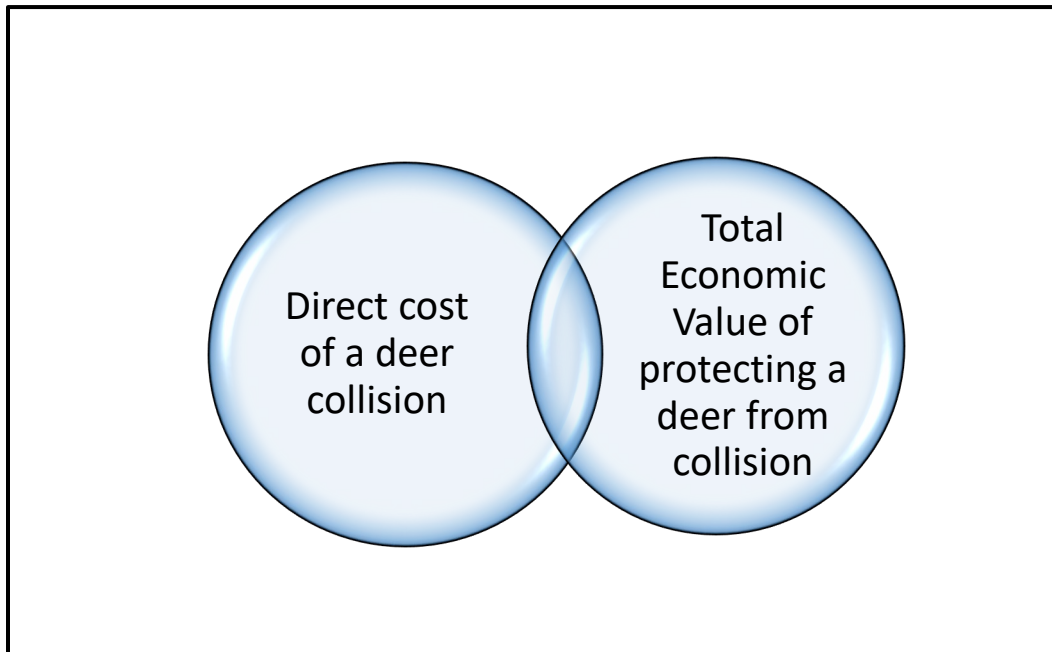 Direct cost
of a deer
collision
Total
Economic
Value of
protecting a
deer from
collision